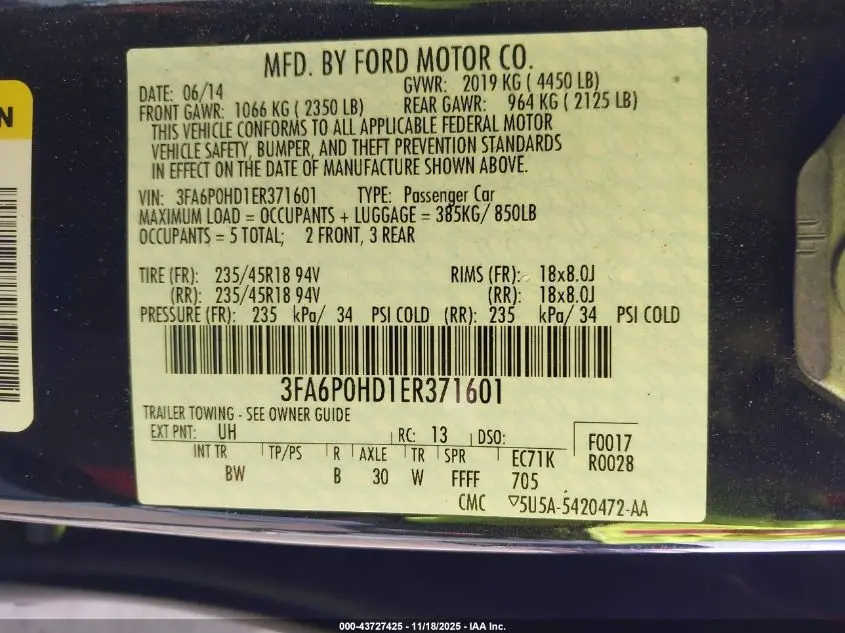 N
MFD. BY FORD MOTOR CO.
DATE: 06/14 GVWR: 2019 KG ( 4450 LB)
FRONT GAWR: 1066 KG ( 2350 LB) REAR GAWR: 964 KG ( 2125 LB)
THIS VEHICLE CONFORMS TO ALL APPLICABLE FEDERAL MOTOR
VEHICLE SAFETY, BUMPER, AND THEFT PREVENTION STANDARDS
IN EFFECT ON THE DATE OF MANUFACTURE SHOWN ABOVE.
VIN: 3FA6P0HD1ER371601 TYPE: Passenger Car
MAXIMUM LOAD = OCCUPANTS + LUGGAGE = 385KG/ 850LB
OCCUPANTS = 5 TOTAL; 2 FRONT, 3 REAR
TIRE (FR): 235/45R18 94V RIMS (FR): 18x8.0J
(RR): 235/45R18 94V (RR): 18x8.0J
PRESSURE (FR): 235 kPa/ 34 PSI COLD (RR): 235 kPa/ 34 PSI COLD
3FA6P0HD1ER371601
TRAILER TOWING - SEE OWNER GUIDE
EXT PNT: UH RC: 13 DSO: F0017
INT TR TP/PS R AXLE TR SPR EC71K R0028
BW B 30 W FFFF 705
CMC ▽5U5A-5420472-AA
000-43727425 - 11/18/2025 - IAA Inc.